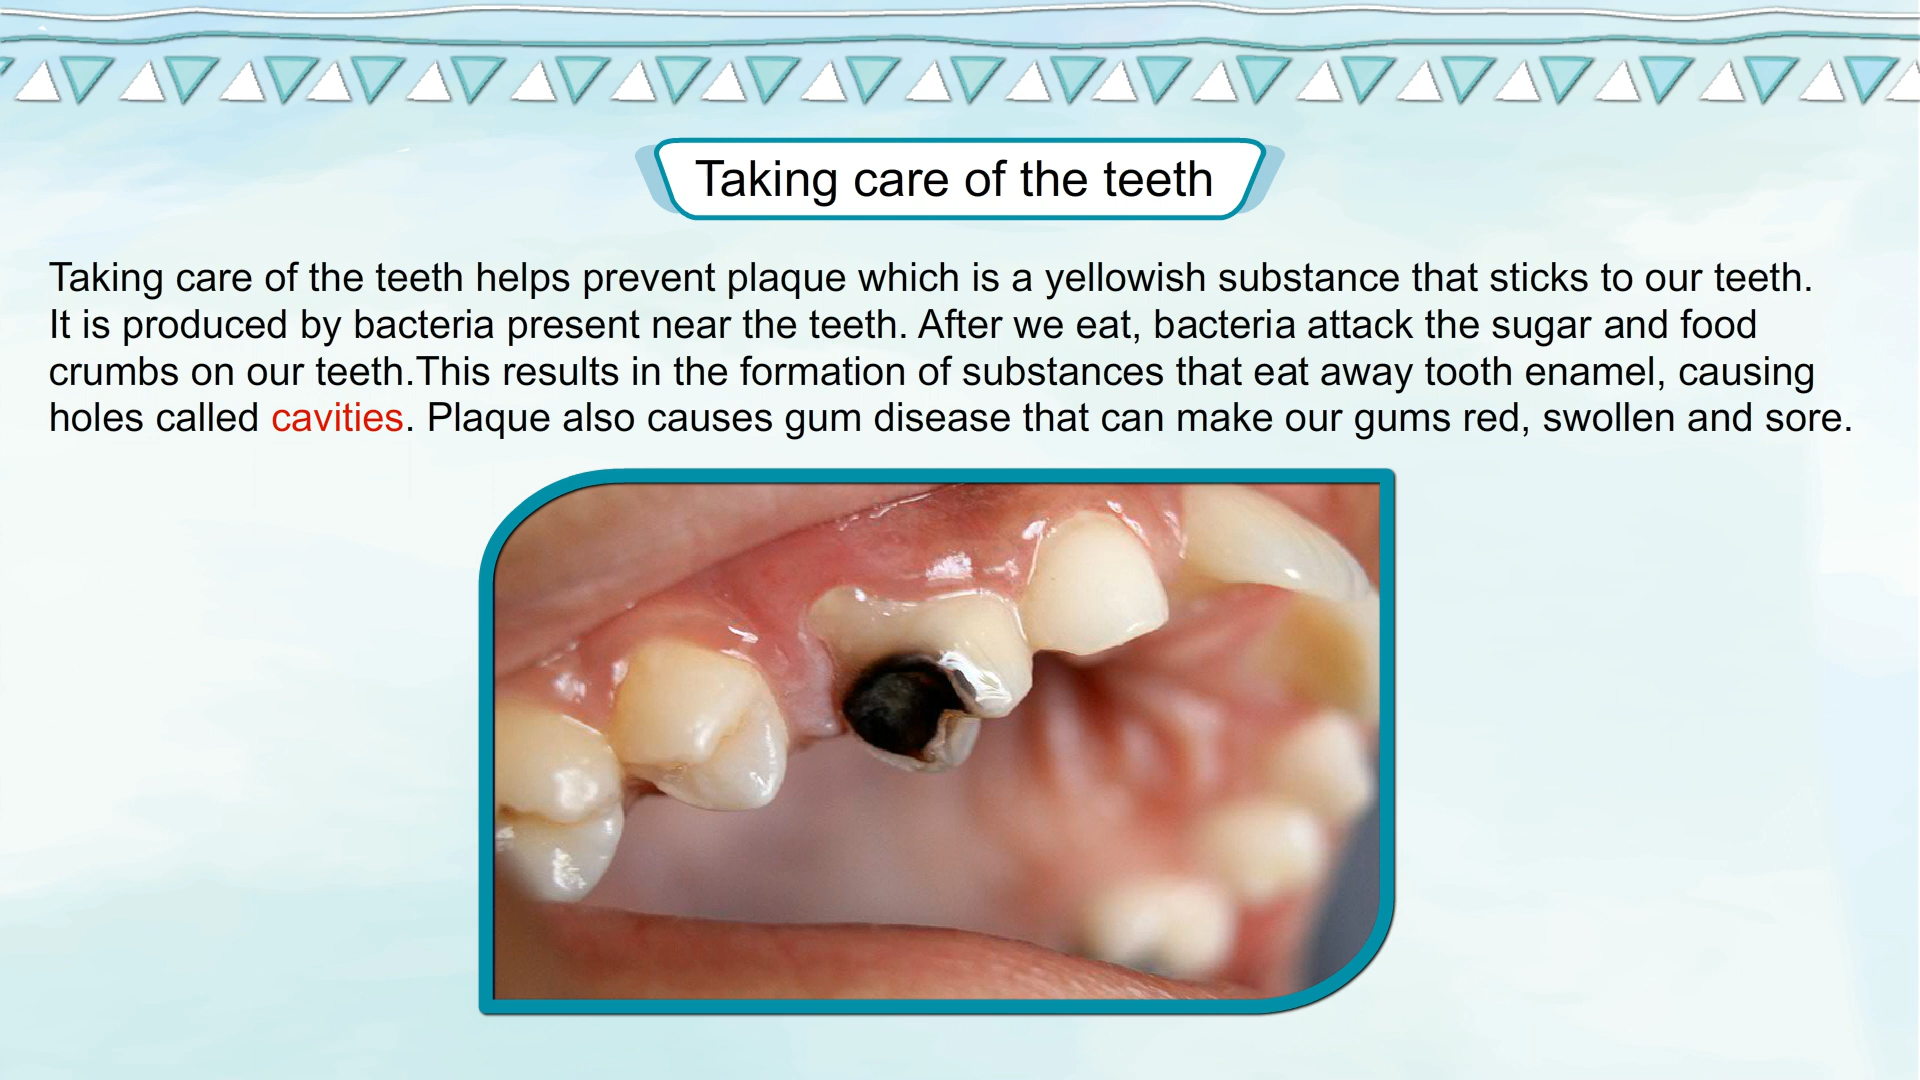 Taking care of the teeth
Taking care of the teeth helps prevent plaque which is a yellowish substance that sticks to our teeth.
It is produced by bacteria present near the teeth. After we eat, bacteria attack the sugar and food
crumbs on our teeth.This results in the formation of substances that eat away tooth enamel, causing
holes called cavities. Plaque also causes gum disease that can make our gums red, swollen and sore.